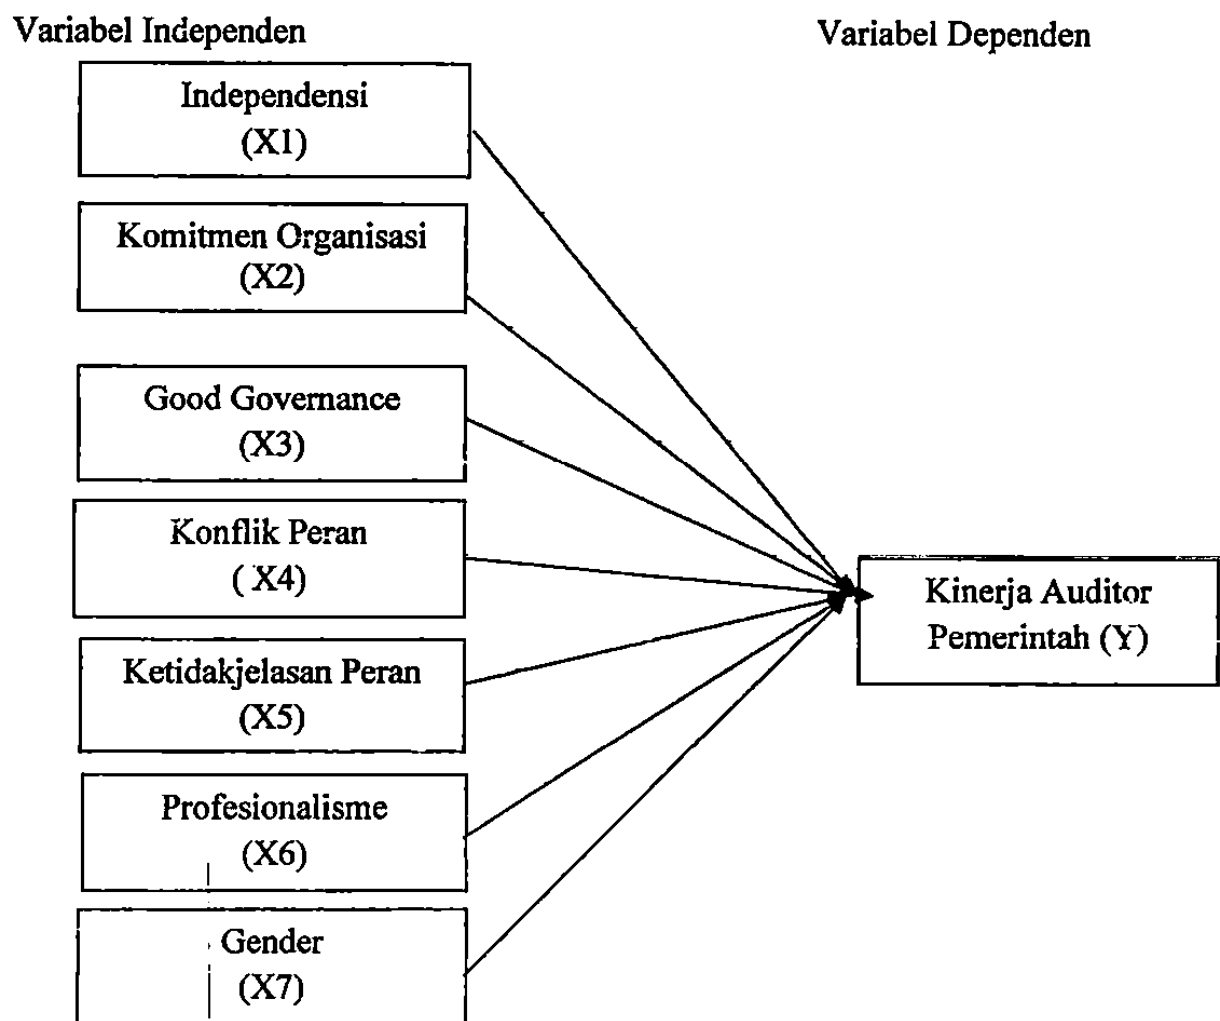 Variabel Independen
Variabel Dependen
Independensi
(X1)
Komitmen Organisasi
(X2)
Good Governance
(X3)
Konflik Peran
( X4)
Ketidakjelasan Peran
(X5)
Profesionalisme
(X6)
Gender
(X7)
Kinerja Auditor
Pemerintah (Y)